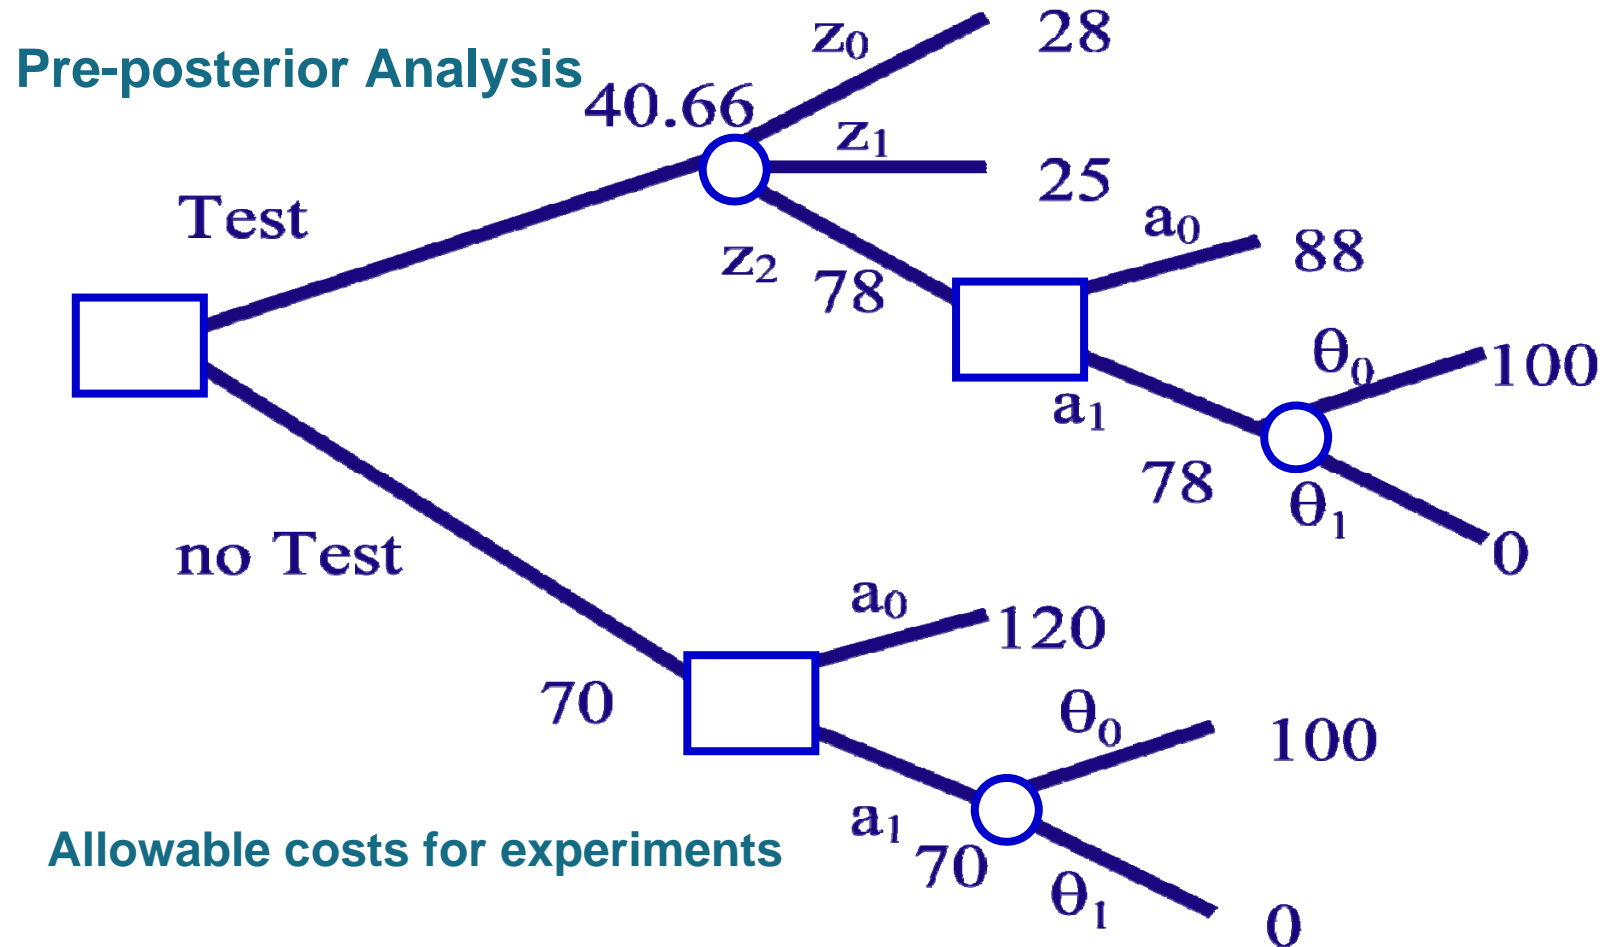 Pre-posterior Analysis
z0
28
40.66
z1
25
Test
z2
78
a0
88
θ0
100
a1
78
θ1
0
no Test
a0
120
70
θ0
100
a1
70
θ1
0
Allowable costs for experiments